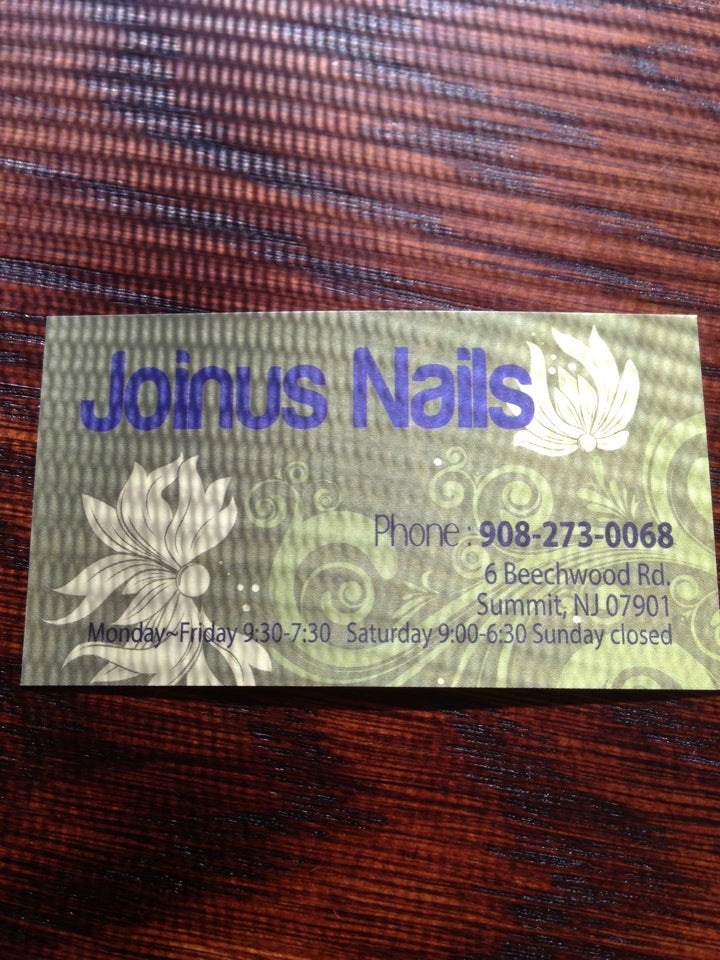 Joinus Nails
Phone : 908-273-0068
6 Beechwood Rd.
Summit, NJ 07901
Monday~Friday 9:30-7:30 Saturday 9:00-6:30 Sunday closed